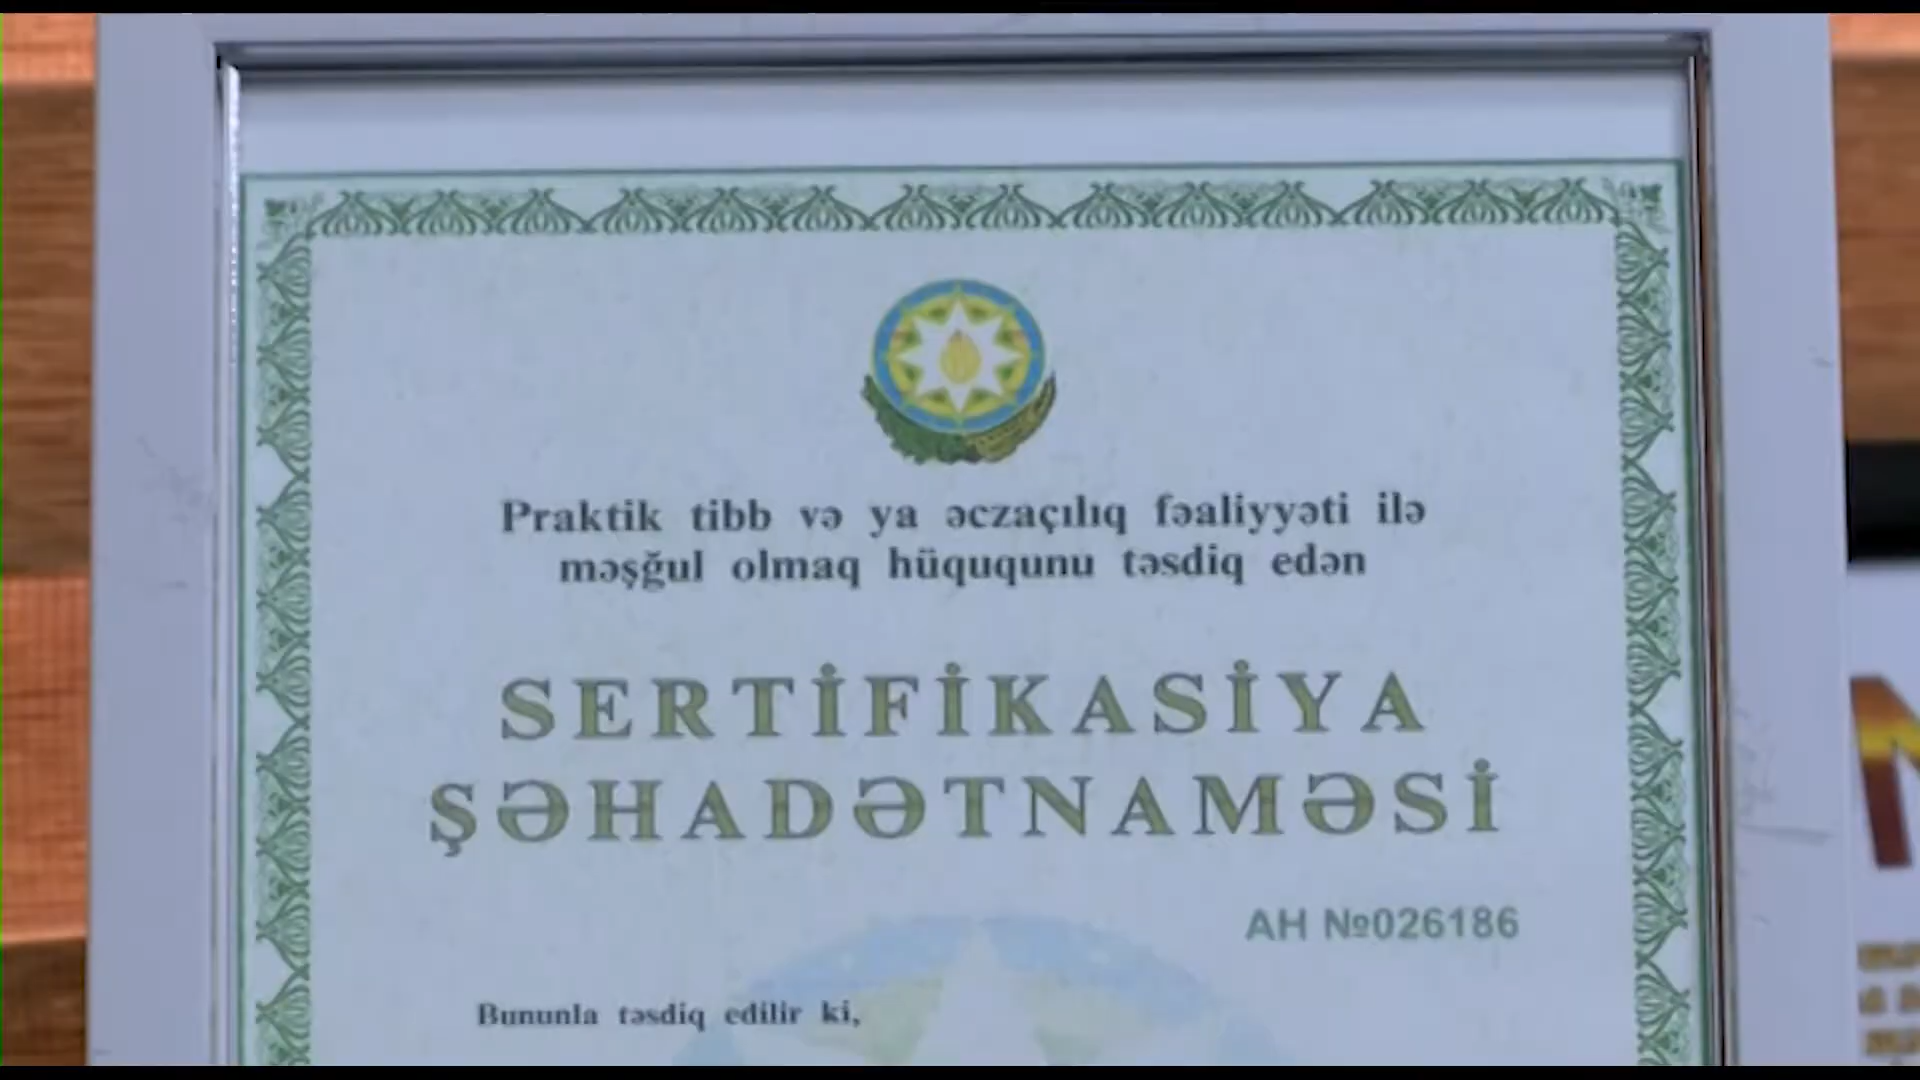 Praktik tibb və ya əczaçılıq fəaliyyəti ilə
məşğul olmaq hüququnu təsdiq edən
SERTİFİKASİYA
ŞƏHADƏTNAMƏSİ
AH №026186
Bununla təsdiq edilir ki,